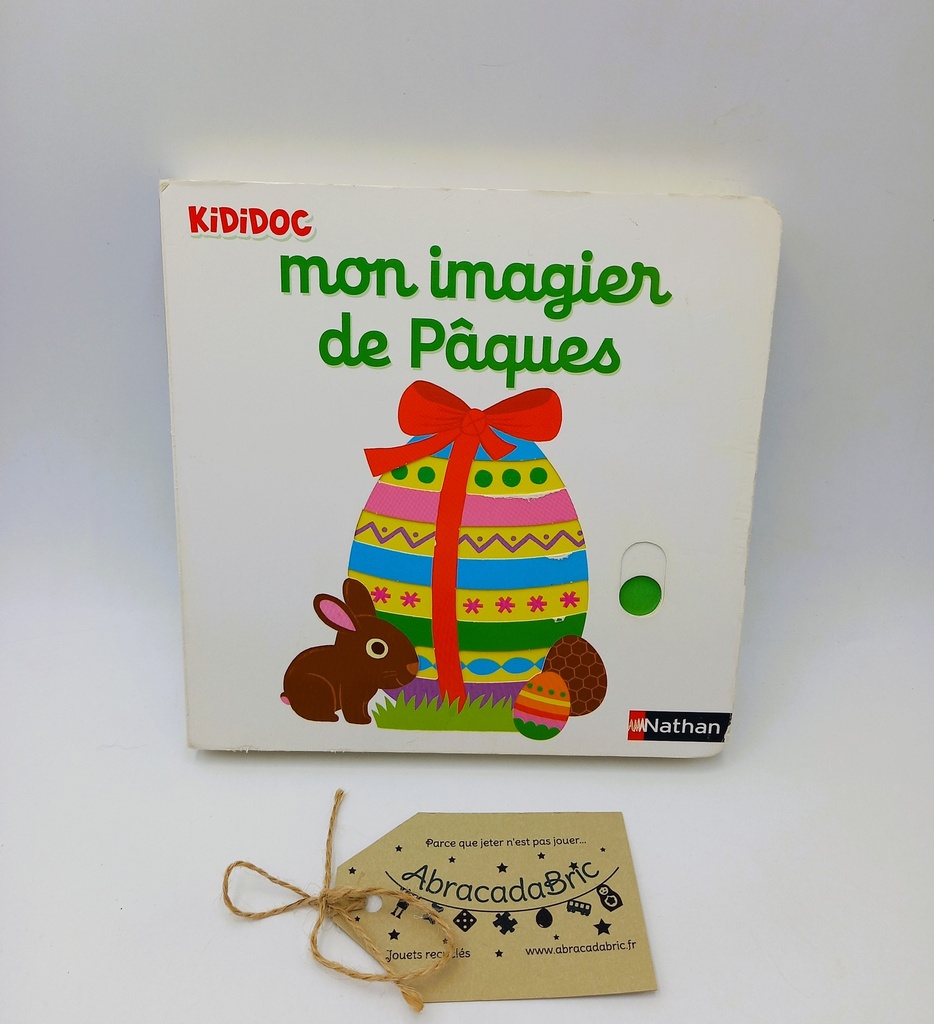 KiDiDOC
mon imagier
de Pâques
Nathan
Parce que jeter n'est pas jouer...
AbracadaBric
Jouets recyclés
www.abracadabric.fr